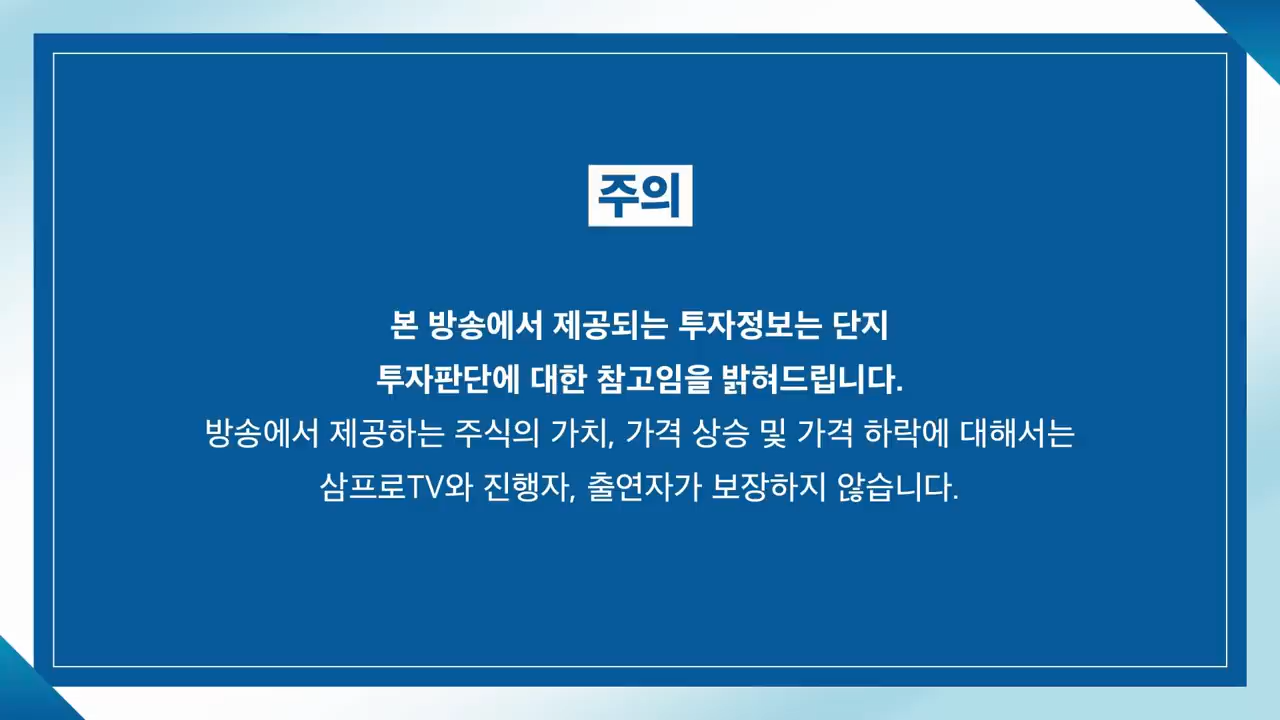 주의
본 방송에서 제공되는 투자정보는 단지
투자판단에 대한 참고임을 밝혀드립니다.
방송에서 제공하는 주식의 가치, 가격 상승 및 가격 하락에 대해서는
삼프로TV와 진행자, 출연자가 보장하지 않습니다.